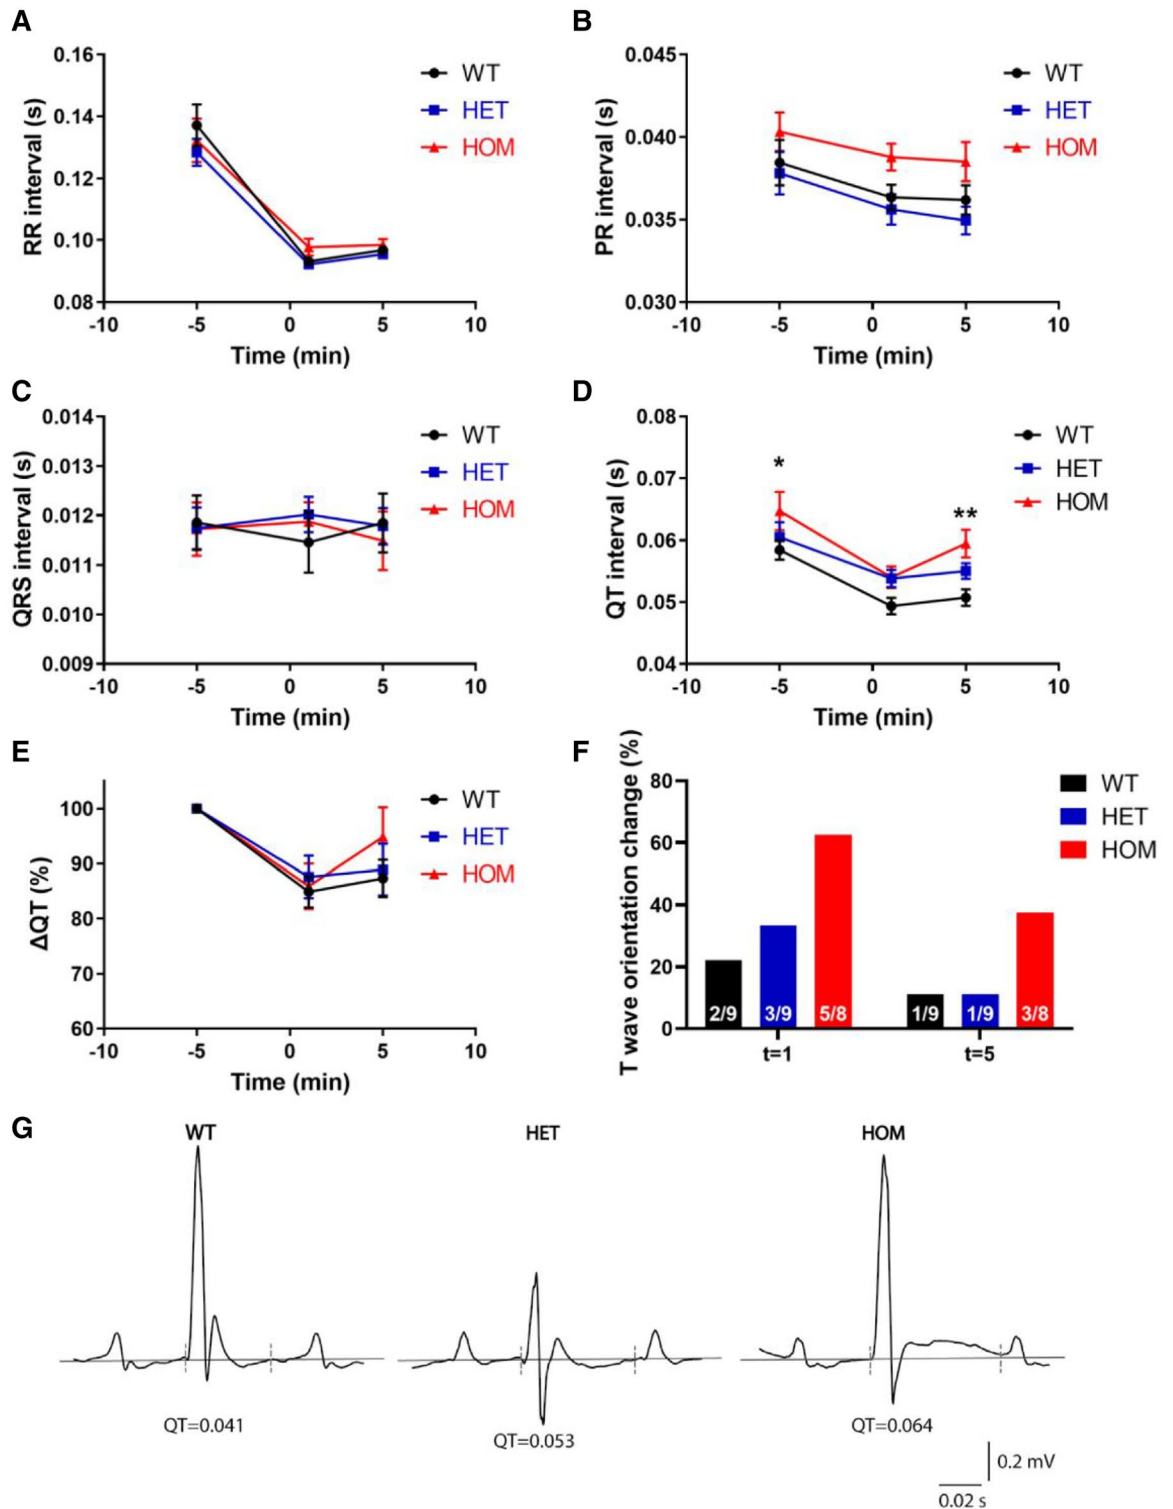 A
RR interval (s)
0.16
0.14
0.12
0.10
0.08
-10 -5 0 5 10
Time (min)
WT
HET
HOM
B
PR interval (s)
0.045
0.040
0.035
0.030
-10 -5 0 5 10
Time (min)
WT
HET
HOM
C
QRS interval (s)
0.014
0.013
0.012
0.011
0.010
0.009
-10 -5 0 5 10
Time (min)
WT
HET
HOM
D
QT interval (s)
0.08
0.07
0.06
0.05
0.04
* **
-10 -5 0 5 10
Time (min)
WT
HET
HOM
E
ΔQT (%)
100
90
80
70
60
-10 -5 0 5 10
Time (min)
WT
HET
HOM
F
T wave orientation change (%)
80
60
40
20
0
2/9 3/9 5/8 1/9 1/9 3/8
t=1 t=5
WT
HET
HOM
G
WT HET HOM
QT=0.041 QT=0.053 QT=0.064
0.2 mV
0.02 s